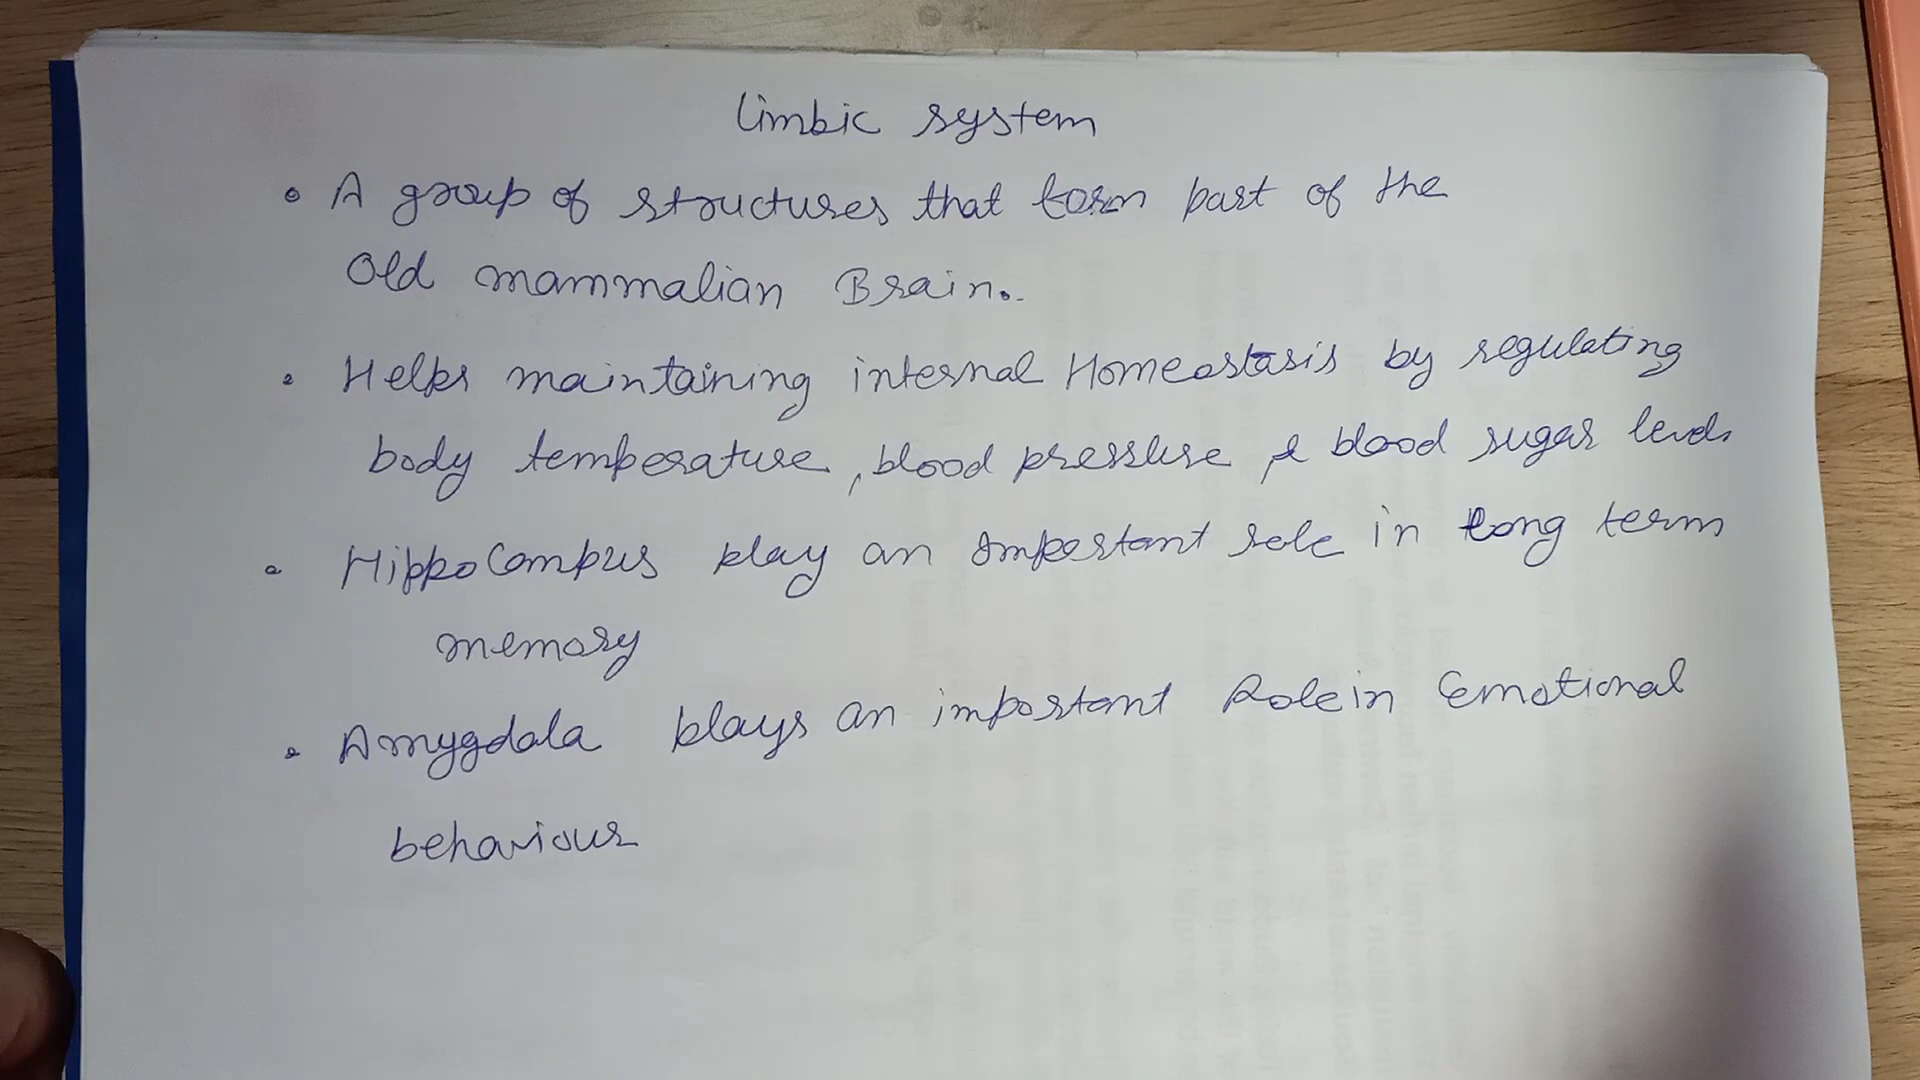 Limbic system
• A group of structures that form part of the
Old mammalian Brain.
• Helps maintaining internal Homeostasis by regulating
body temperature, blood pressure & blood sugar levels
• Hippocampus play an Important role in long term
memory
• Amygdala plays an important Role in Emotional
behaviour